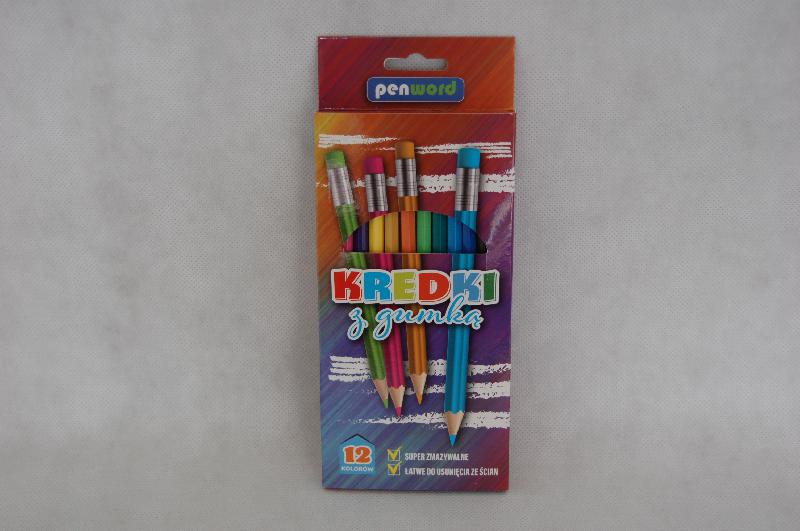 penword
KREDKI
z gumką
12
KOLORÓW
SUPER ZMAZYWALNE
ŁATWE DO USUNIĘCIA ZE ŚCIAN